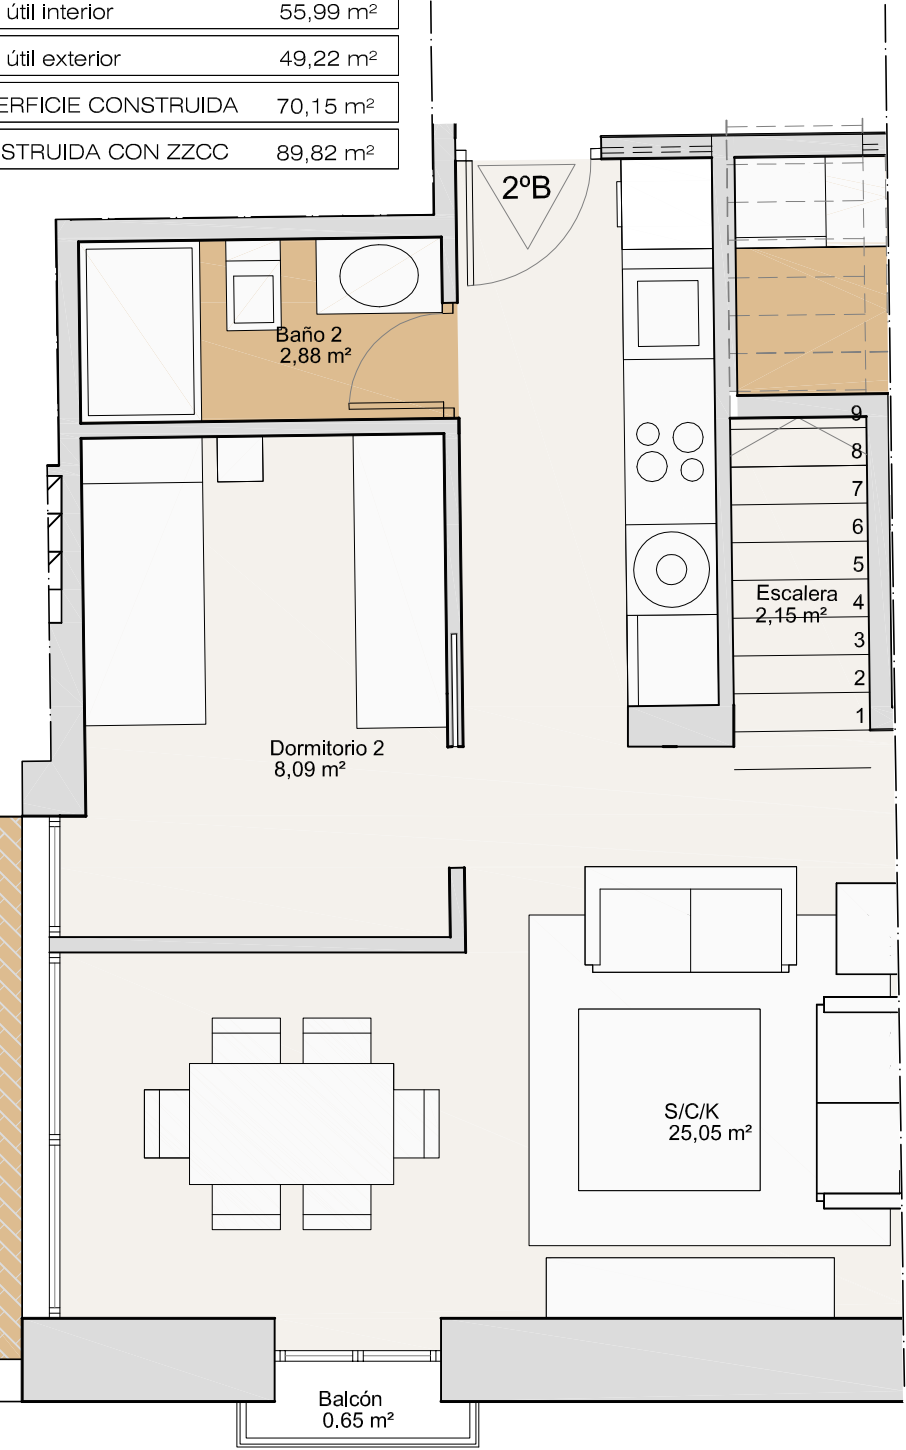 útil interior 55,99 m²
útil exterior 49,22 m²
ERFICIE CONSTRUIDA 70,15 m²
STRUIDA CON ZZCC 89,82 m²
2ºB
Baño 2
2,88 m²
9
8
7
6
5
Escalera
2,15 m²
4
3
2
1
Dormitorio 2
8,09 m²
S/C/K
25,05 m²
Balcón
0.65 m²